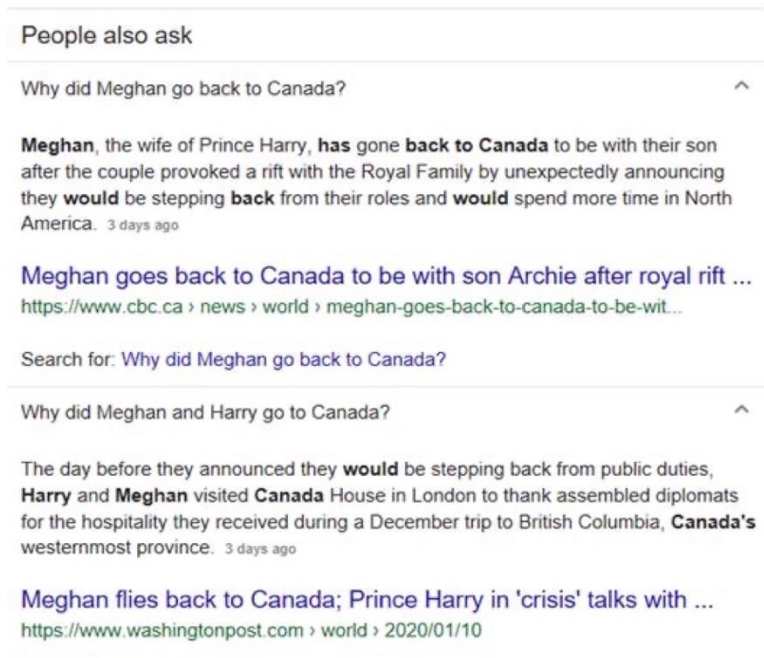 People also ask
Why did Meghan go back to Canada?
Meghan, the wife of Prince Harry, has gone back to Canada to be with their son
after the couple provoked a rift with the Royal Family by unexpectedly announcing
they would be stepping back from their roles and would spend more time in North
America. 3 days ago
Meghan goes back to Canada to be with son Archie after royal rift ...
https://www.cbc.ca › news › world › meghan-goes-back-to-canada-to-be-wit...
Search for: Why did Meghan go back to Canada?
Why did Meghan and Harry go to Canada?
The day before they announced they would be stepping back from public duties,
Harry and Meghan visited Canada House in London to thank assembled diplomats
for the hospitality they received during a December trip to British Columbia, Canada's
westernmost province. 3 days ago
Meghan flies back to Canada; Prince Harry in 'crisis' talks with ...
https://www.washingtonpost.com › world › 2020/01/10